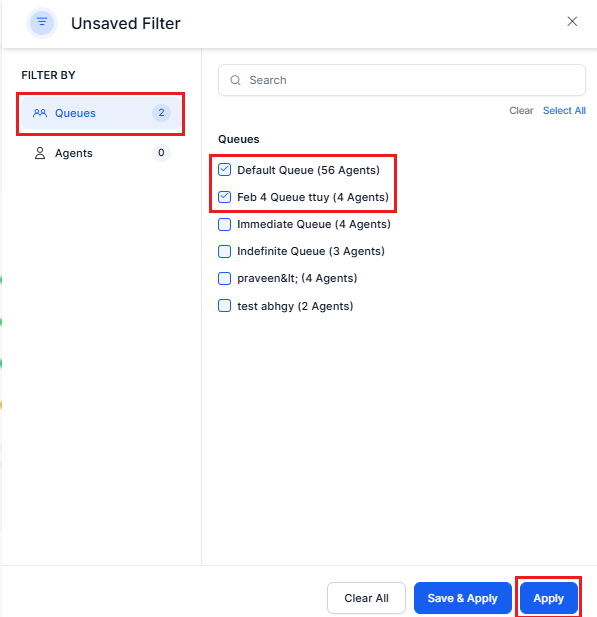 Unsaved Filter
FILTER BY
Queues 2
Agents 0
Search
Clear Select All
Queues
Default Queue (56 Agents)
Feb 4 Queue ttuy (4 Agents)
Immediate Queue (4 Agents)
Indefinite Queue (3 Agents)
praveen&lt; (4 Agents)
test abhgy (2 Agents)
Clear All Save & Apply Apply